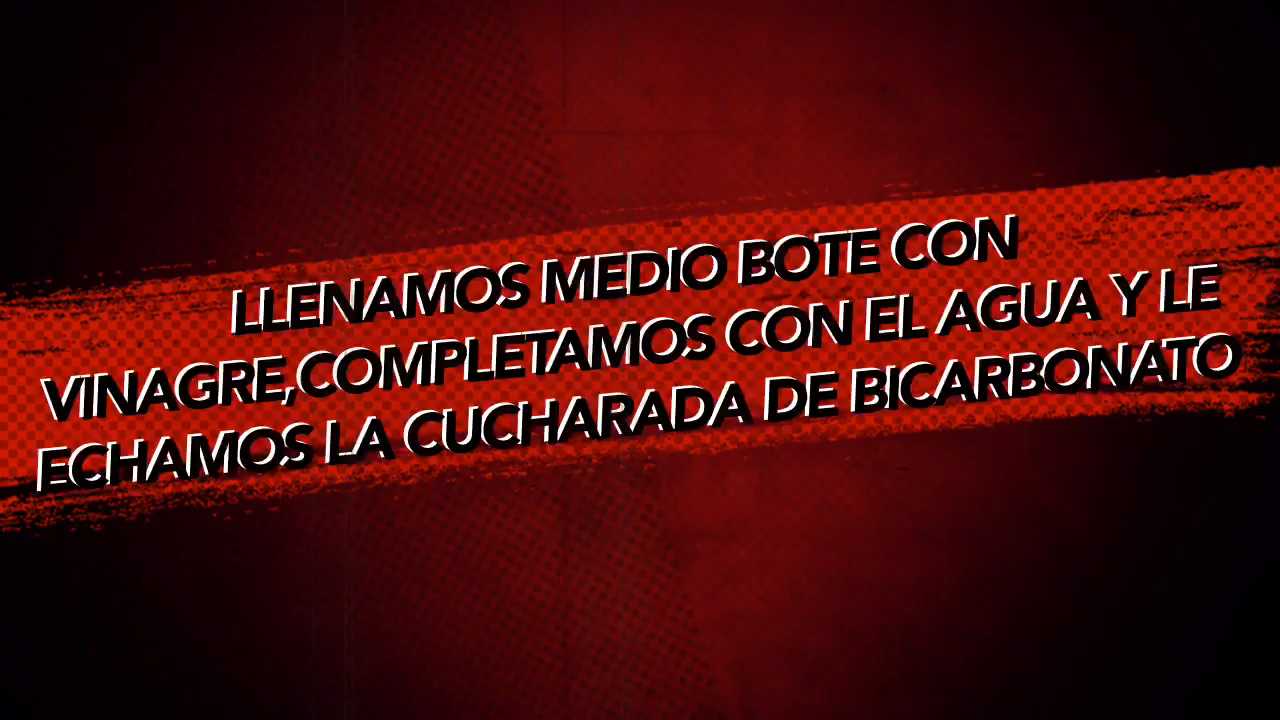 LLENAMOS MEDIO BOTE CON
VINAGRE,COMPLETAMOS CON EL AGUA Y LE
ECHAMOS LA CUCHARADA DE BICARBONATO